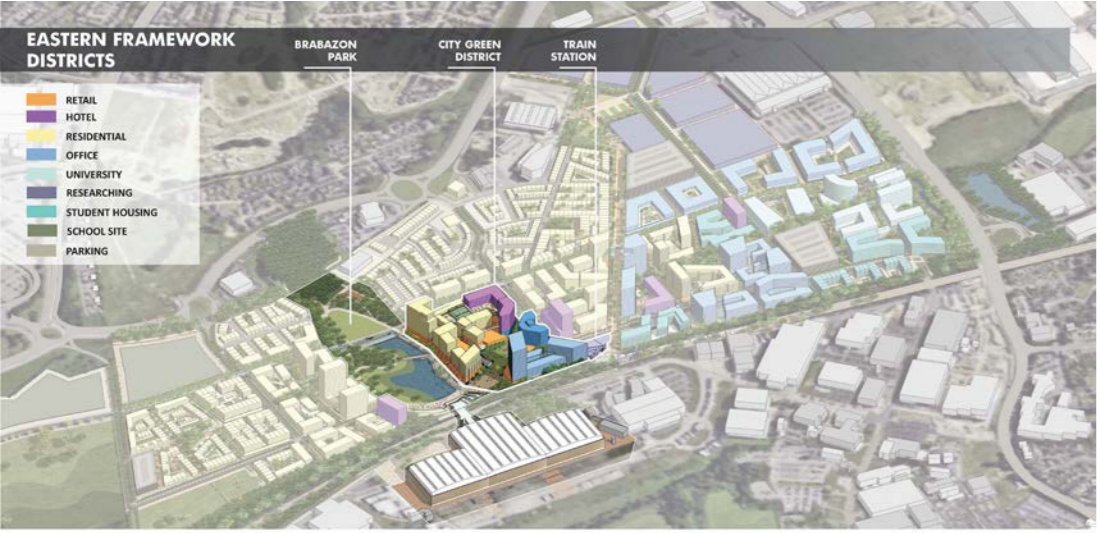 EASTERN FRAMEWORK
DISTRICTS
BRABAZON
PARK
CITY GREEN
DISTRICT
TRAIN
STATION
RETAIL
HOTEL
RESIDENTIAL
OFFICE
UNIVERSITY
RESEARCHING
STUDENT HOUSING
SCHOOL SITE
PARKING